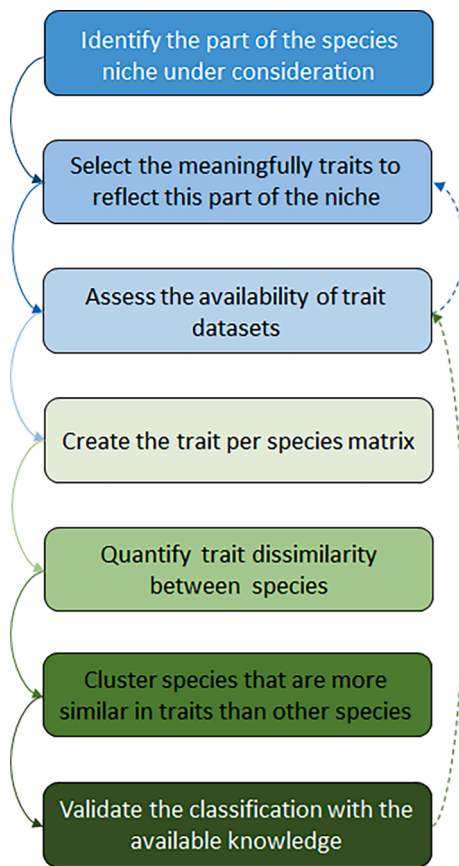 Identify the part of the species
niche under consideration
Select the meaningfully traits to
reflect this part of the niche
Assess the availability of trait
datasets
Create the trait per species matrix
Quantify trait dissimilarity
between species
Cluster species that are more
similar in traits than other species
Validate the classification with the
available knowledge